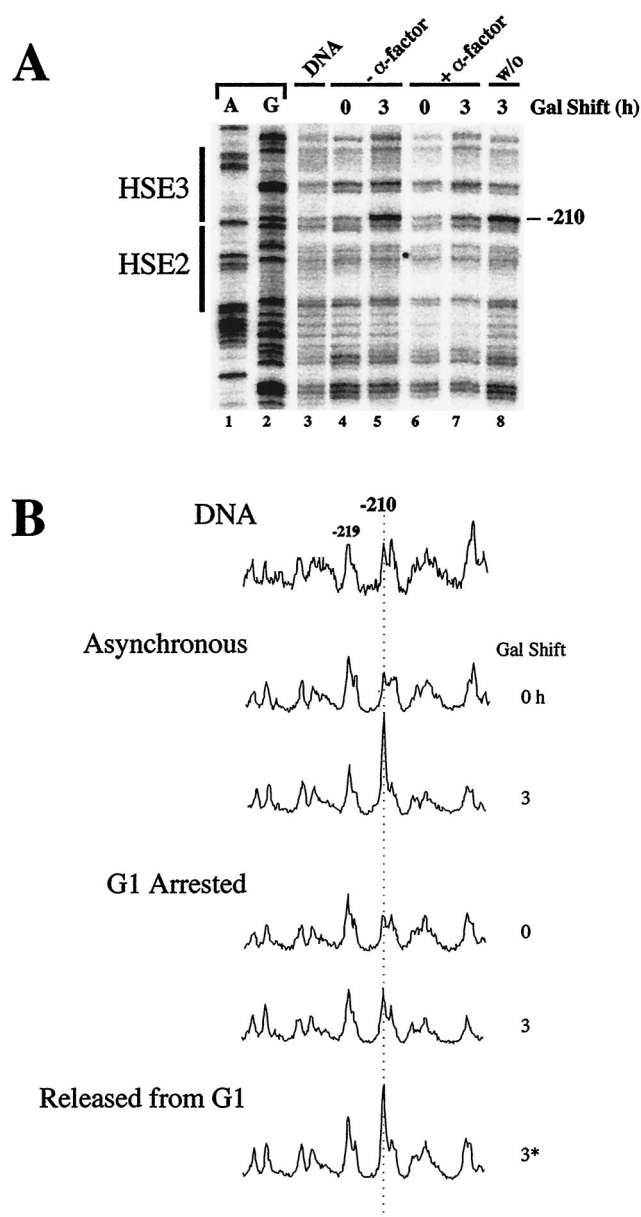 A
DNA
- α-factor
+ α-factor
w/o
A G 0 3 0 3 3 Gal Shift (h)
HSE3
-210
HSE2
1 2 3 4 5 6 7 8
B
DNA
-219
-210
Asynchronous
Gal Shift
0 h
3
G1 Arrested
0
3
Released from G1
3*